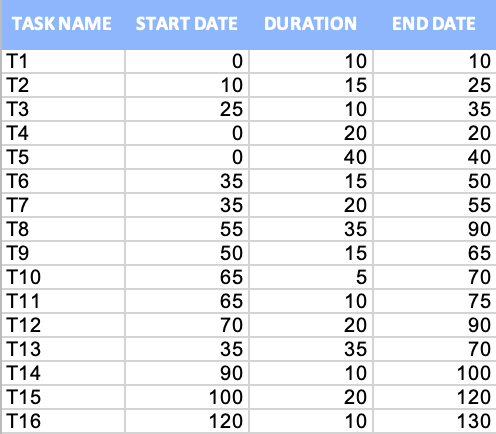 TASK NAME START DATE DURATION END DATE
T1 0 10 10
T2 10 15 25
T3 25 10 35
T4 0 20 20
T5 0 40 40
T6 35 15 50
T7 35 20 55
T8 55 35 90
T9 50 15 65
T10 65 5 70
T11 65 10 75
T12 70 20 90
T13 35 35 70
T14 90 10 100
T15 100 20 120
T16 120 10 130